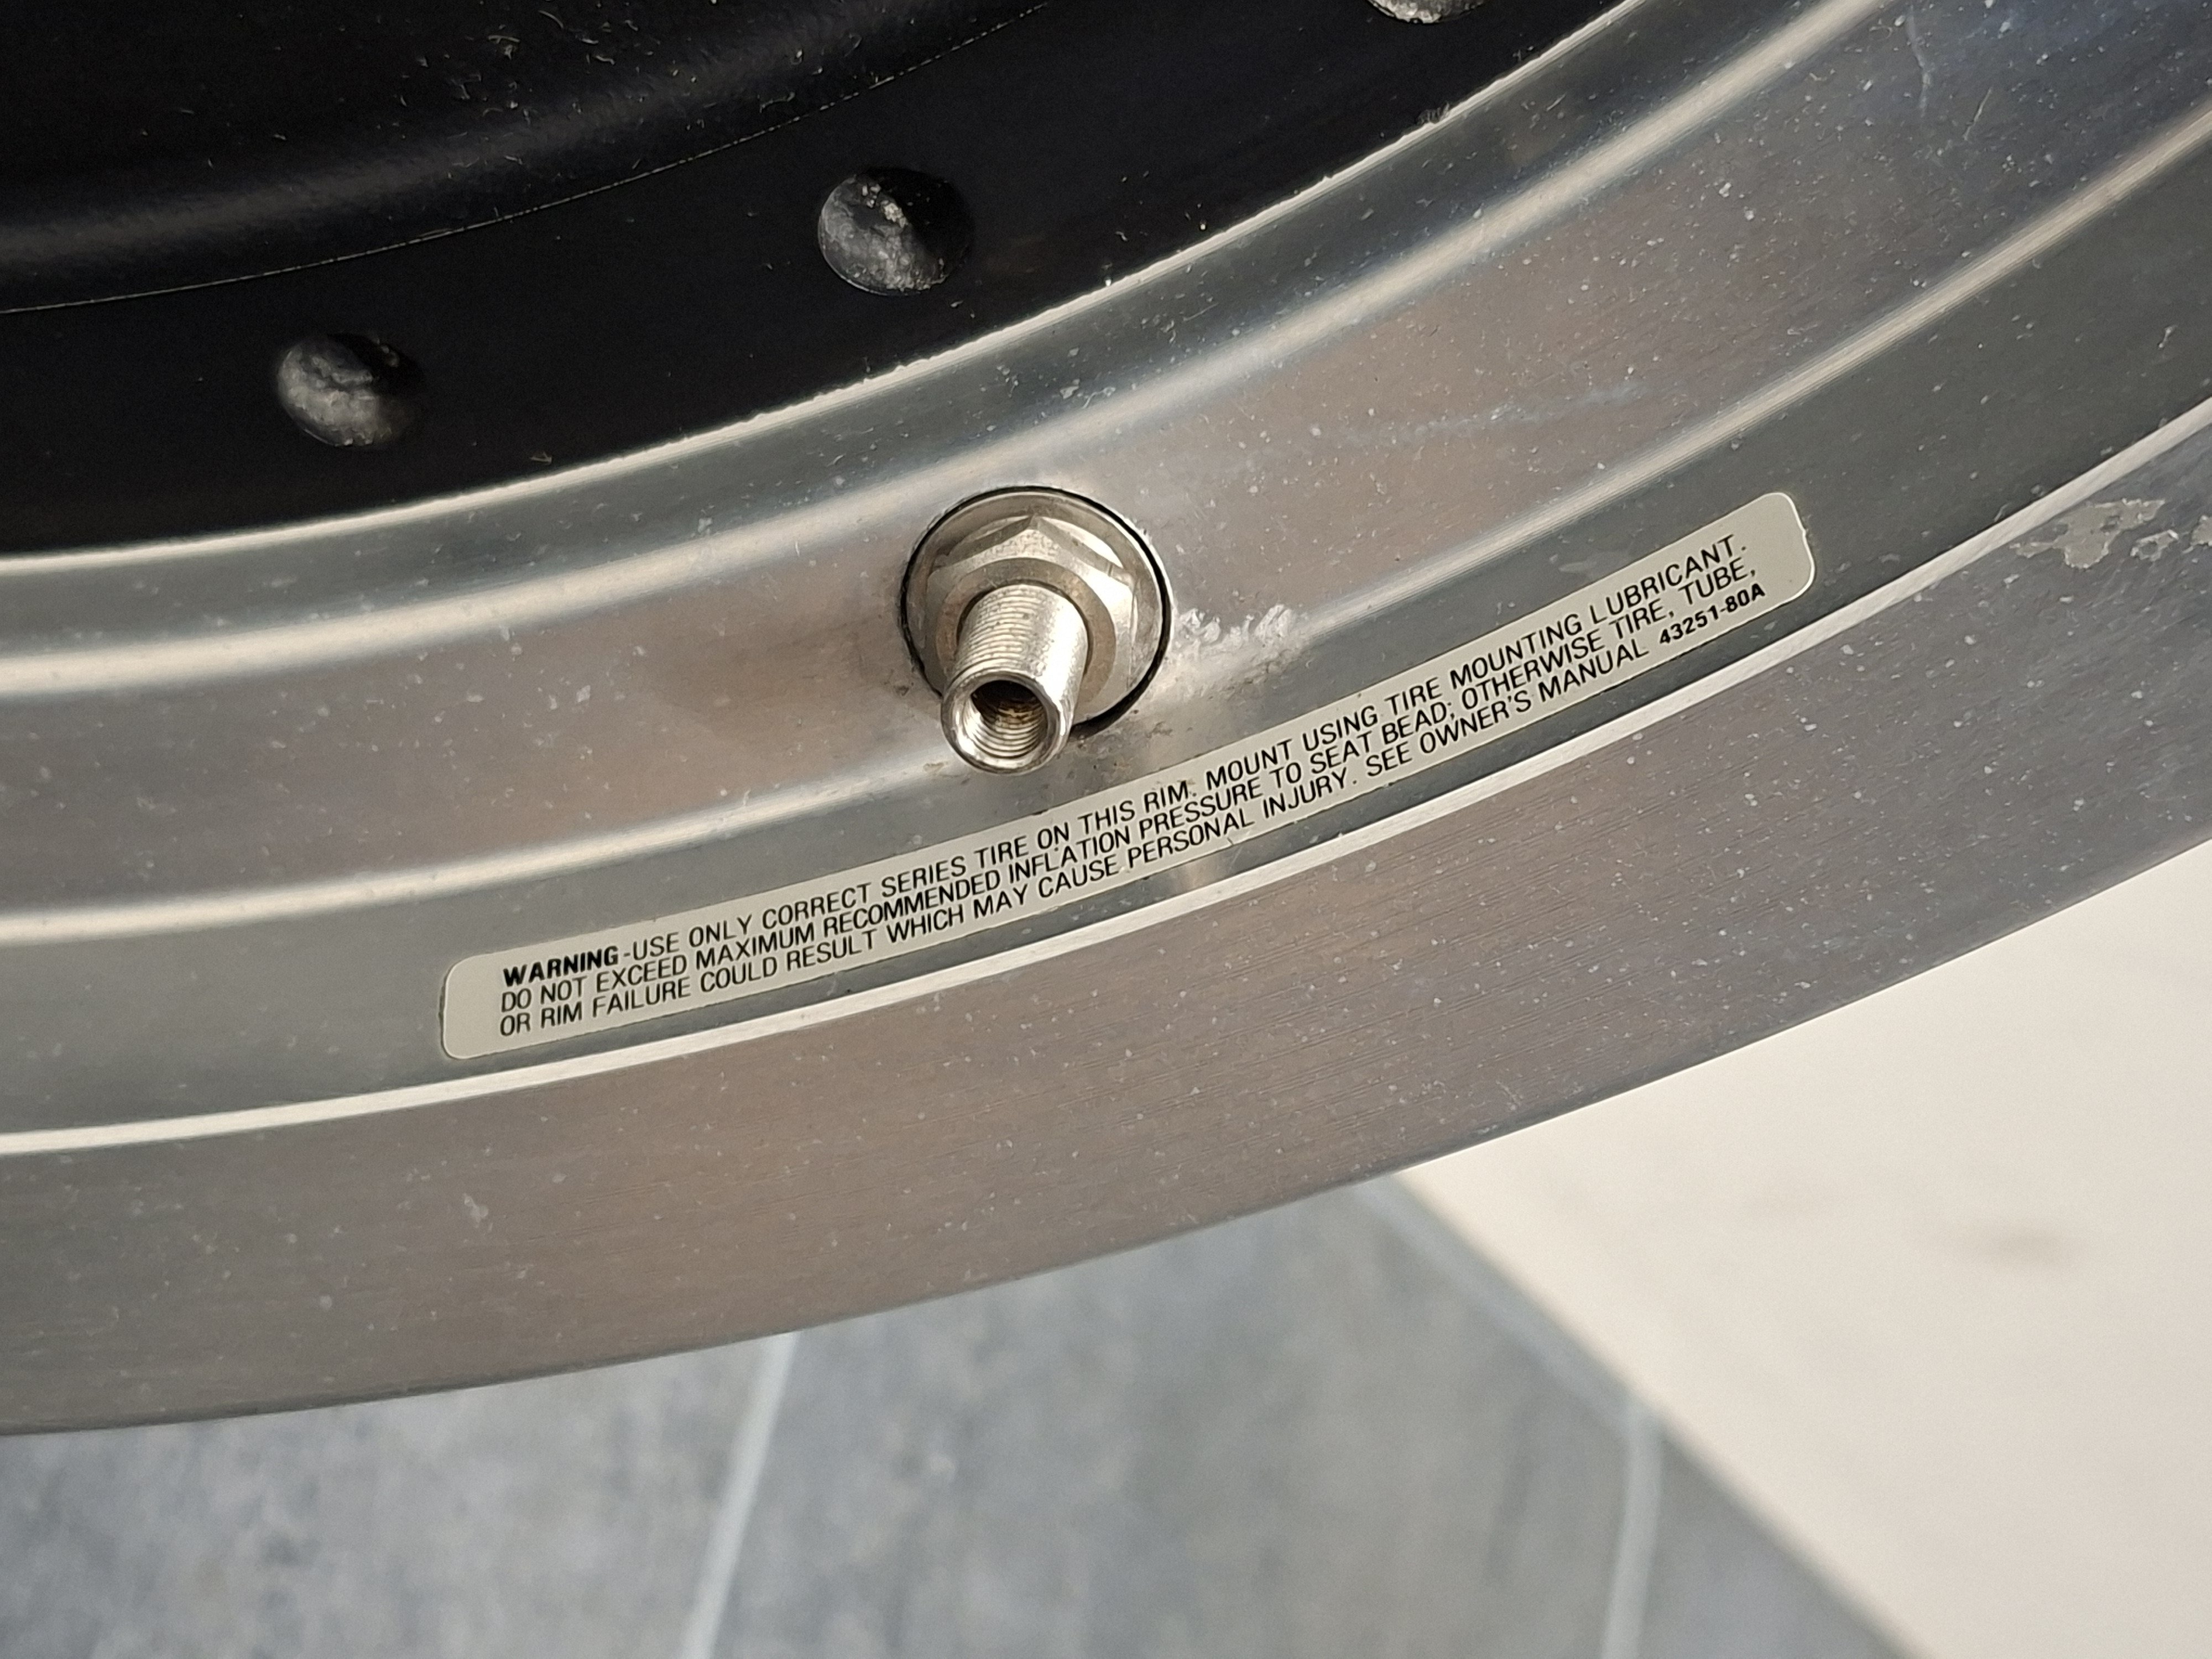 WARNING-USE ONLY CORRECT SERIES TIRE ON THIS RIM. MOUNT USING TIRE MOUNTING LUBRICANT.
DO NOT EXCEED MAXIMUM RECOMMENDED INFLATION PRESSURE TO SEAT BEAD; OTHERWISE TIRE, TUBE,
OR RIM FAILURE COULD RESULT WHICH MAY CAUSE PERSONAL INJURY. SEE OWNER'S MANUAL 43251-80A